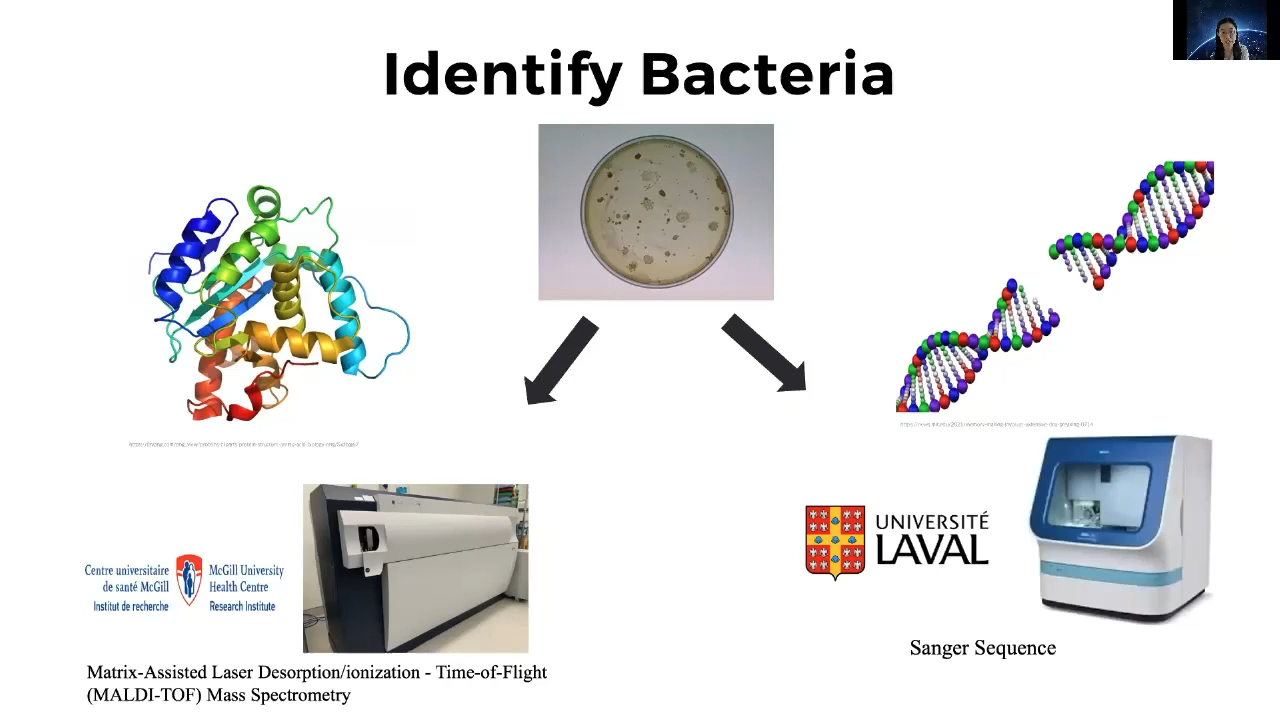 Identify Bacteria
Centre universitaire
de santé McGill
Institut de recherche
McGill University
Health Centre
Research Institute
UNIVERSITÉ
LAVAL
Sanger Sequence
Matrix-Assisted Laser Desorption/ionization - Time-of-Flight
(MALDI-TOF) Mass Spectrometry